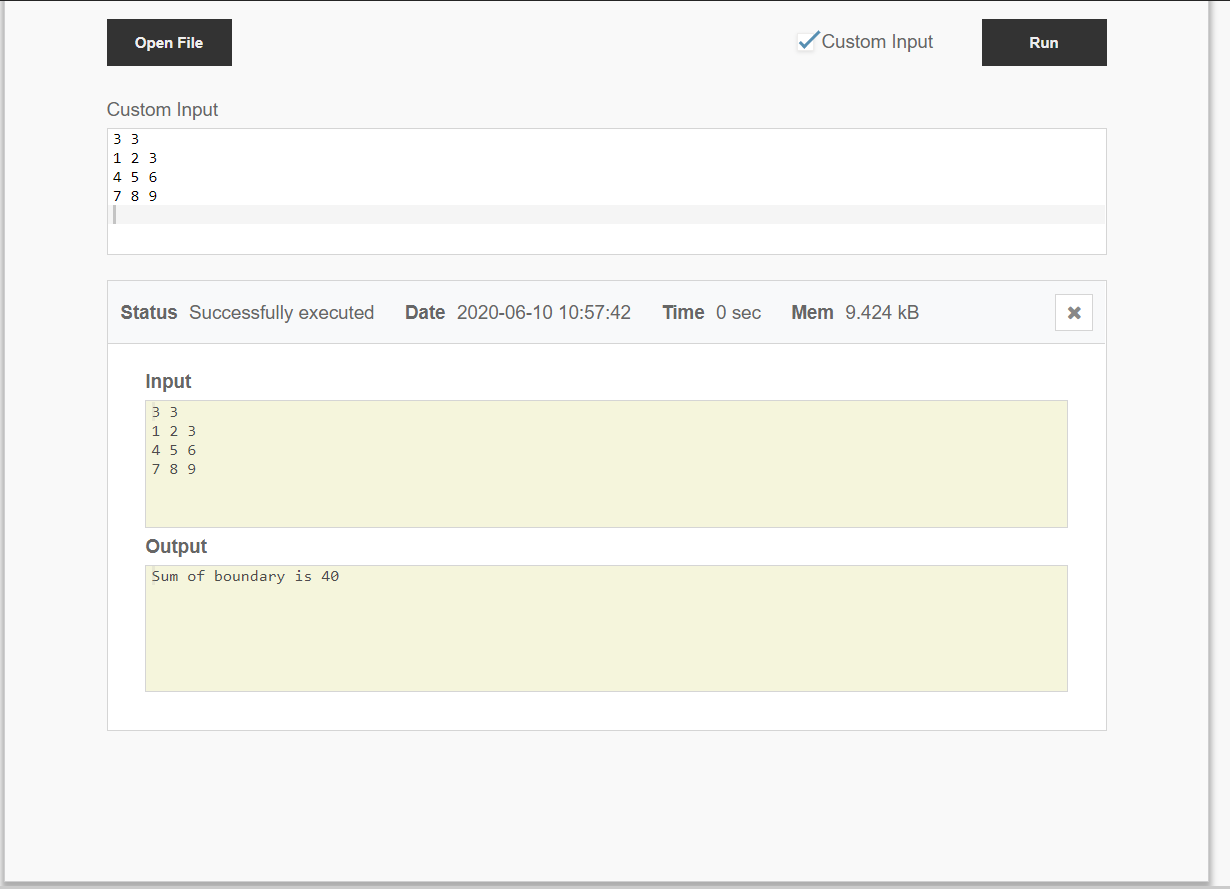 Open File
Custom Input
Run
Custom Input
3 3
1 2 3
4 5 6
7 8 9
Status Successfully executed Date 2020-06-10 10:57:42 Time 0 sec Mem 9.424 kB
Input
3 3
1 2 3
4 5 6
7 8 9
Output
Sum of boundary is 40